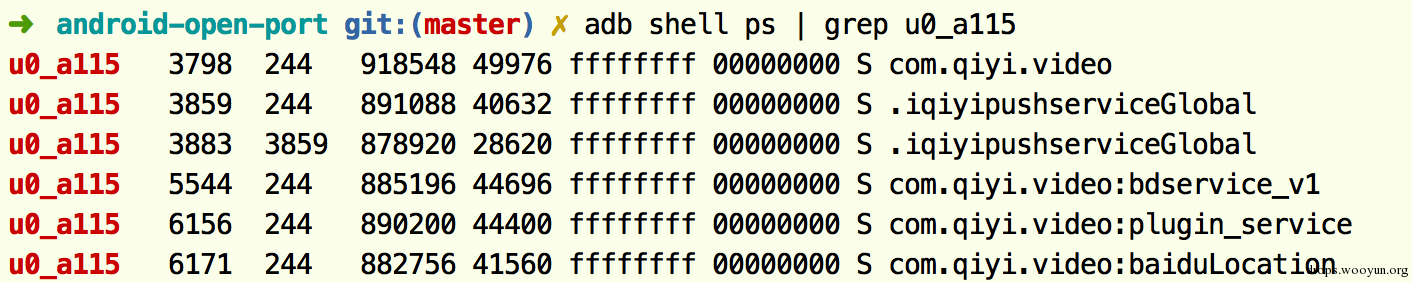 ➜ android-open-port git:(master) ✗ adb shell ps | grep u0_a115
u0_a115 3798 244 918548 49976 ffffffff 00000000 S com.qiyi.video
u0_a115 3859 244 891088 40632 ffffffff 00000000 S .iqiyipushserviceGlobal
u0_a115 3883 3859 878920 28620 ffffffff 00000000 S .iqiyipushserviceGlobal
u0_a115 5544 244 885196 44696 ffffffff 00000000 S com.qiyi.video:bdservice_v1
u0_a115 6156 244 890200 44400 ffffffff 00000000 S com.qiyi.video:plugin_service
u0_a115 6171 244 882756 41560 ffffffff 00000000 S com.qiyi.video:baiduLocation
drops.wooyun.org